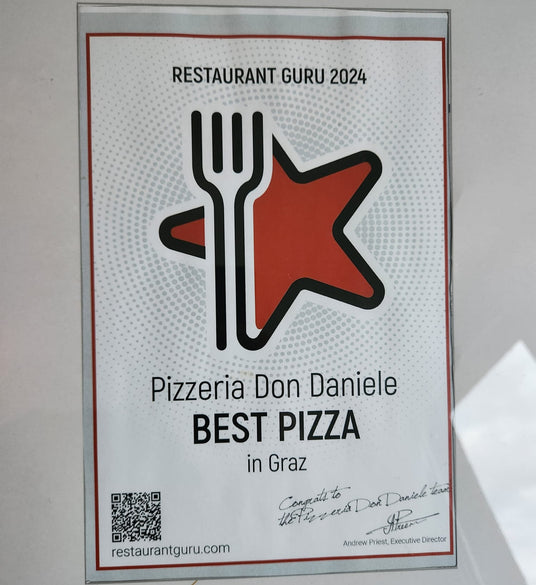 RESTAURANT GURU 2024
Pizzeria Don Daniele
BEST PIZZA
in Graz
Congrats to
the Pizzeria Don Daniele team
restaurantguru.com
Andrew Priest, Executive Director